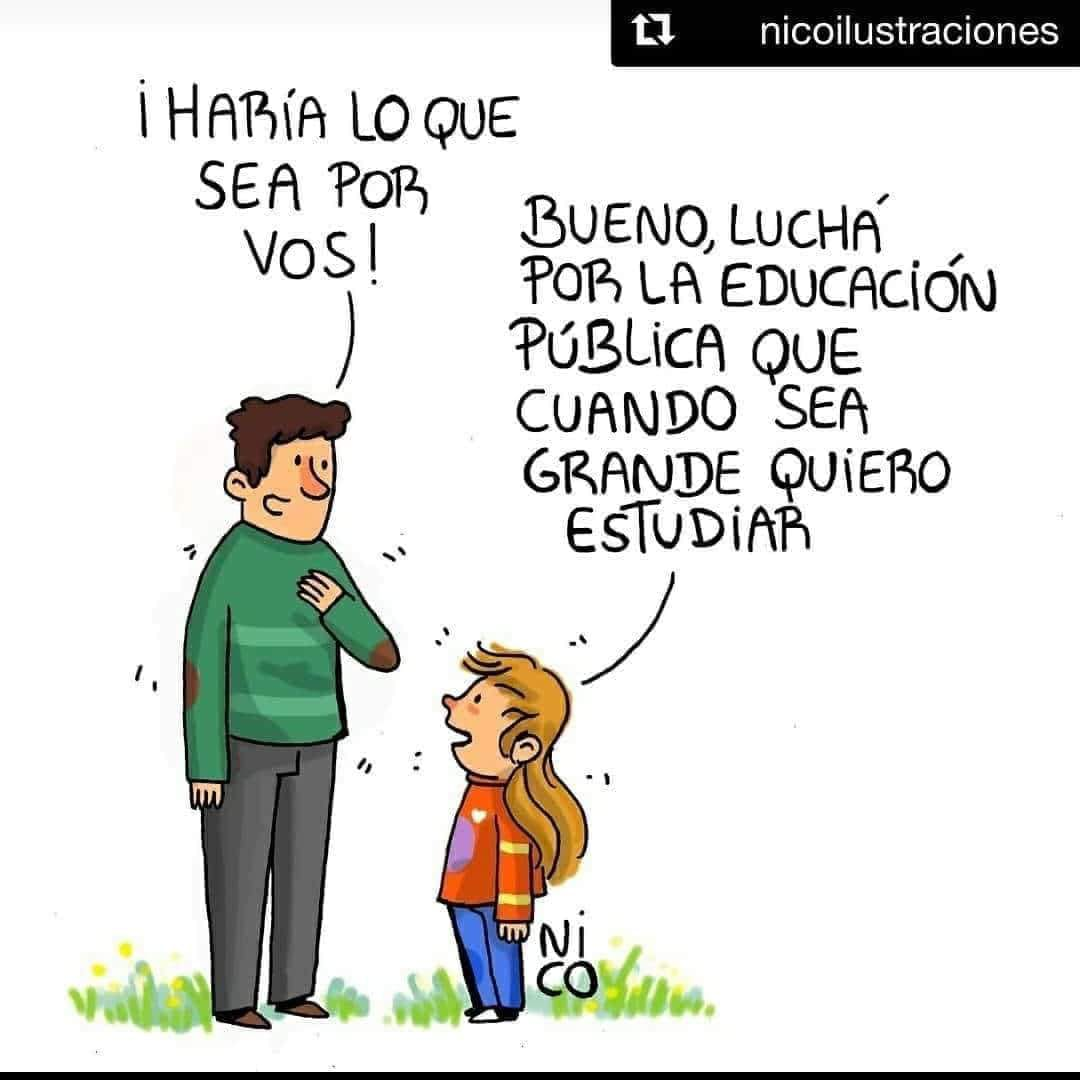 nicoilustraciones
¡HARÍA LO QUE
SEA POR
VOS!
BUENO, LUCHÁ
POR LA EDUCACIÓN
PÚBLICA QUE
CUANDO SEA
GRANDE QUIERO
ESTUDIAR
NI
CO